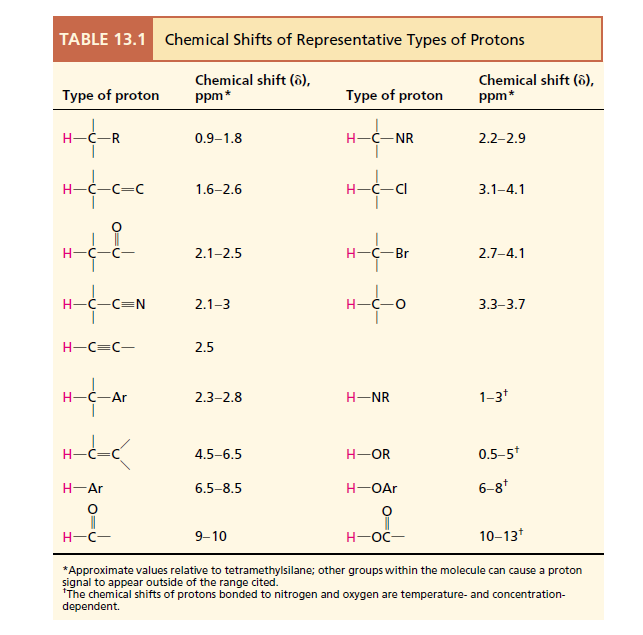 TABLE 13.1 Chemical Shifts of Representative Types of Protons
Type of proton Chemical shift (δ), ppm* Type of proton Chemical shift (δ), ppm*
H—C—R 0.9–1.8 H—C—NR 2.2–2.9
H—C—C=C 1.6–2.6 H—C—Cl 3.1–4.1
O
H—C—C— 2.1–2.5 H—C—Br 2.7–4.1
H—C—C≡N 2.1–3 H—C—O 3.3–3.7
H—C≡C— 2.5
H—C—Ar 2.3–2.8 H—NR 1–3†
H—C=C 4.5–6.5 H—OR 0.5–5†
H—Ar 6.5–8.5 H—OAr 6–8†
O O
H—C— 9–10 H—OC— 10–13†
*Approximate values relative to tetramethylsilane; other groups within the molecule can cause a proton
signal to appear outside of the range cited.
†The chemical shifts of protons bonded to nitrogen and oxygen are temperature- and concentration-
dependent.